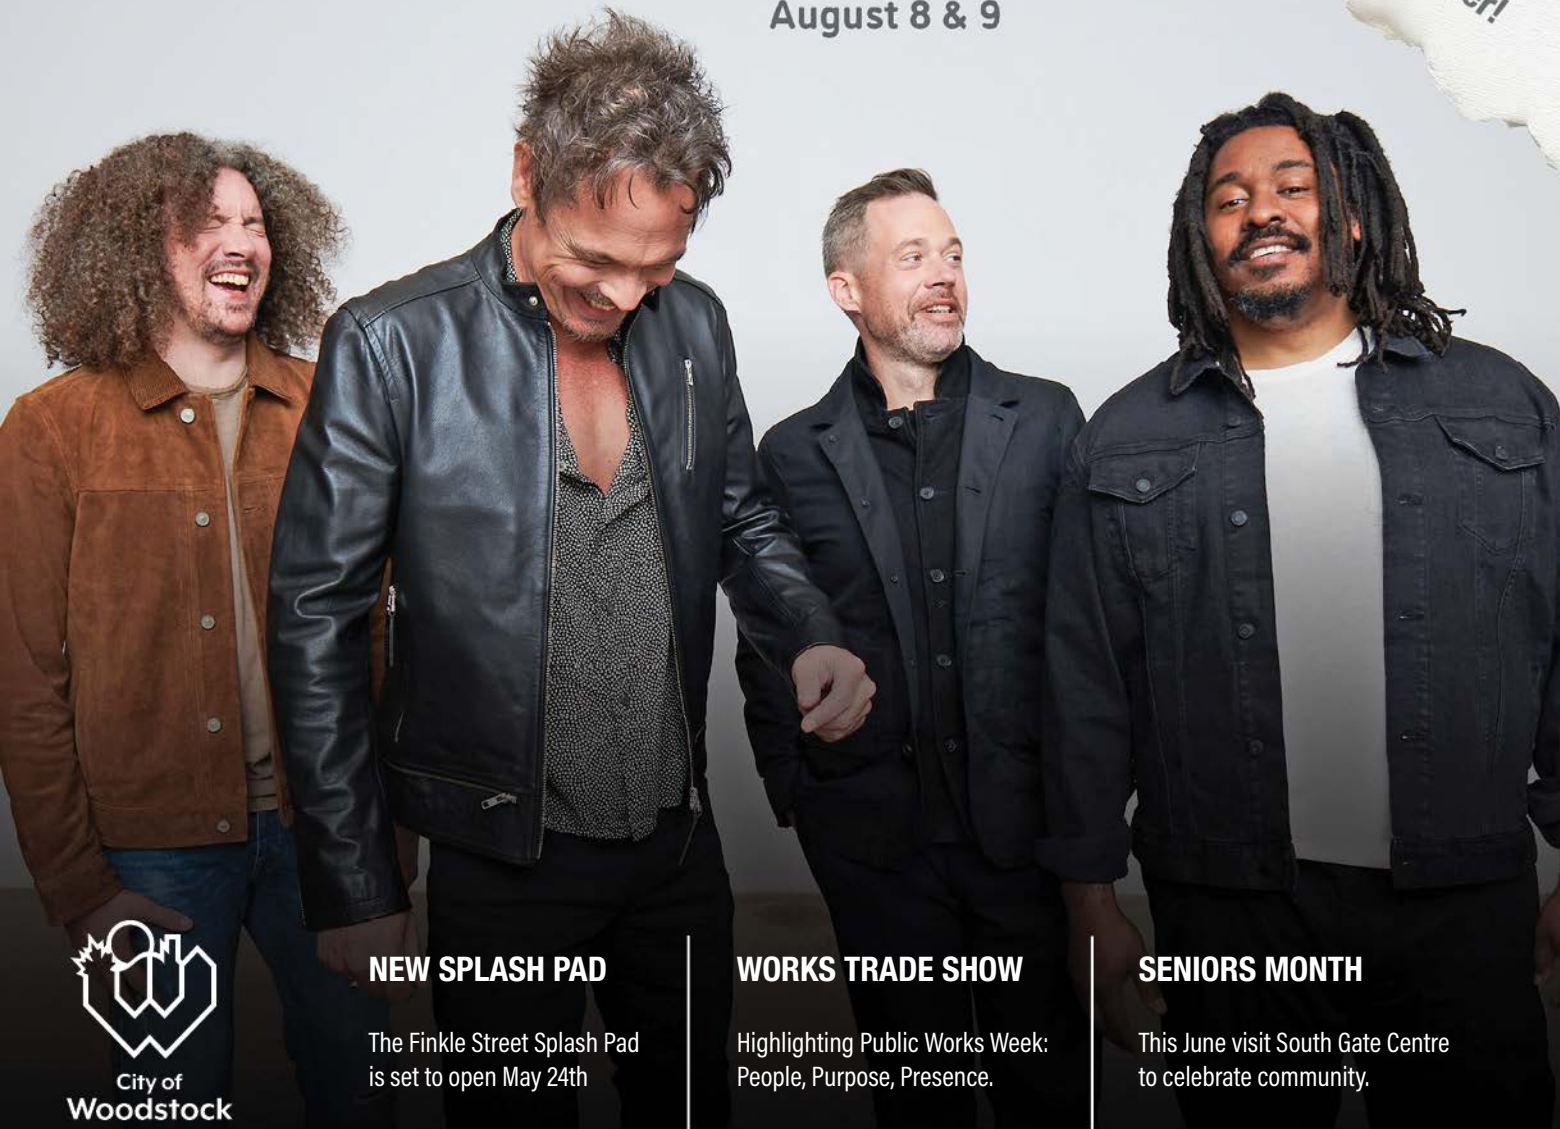 August 8 & 9
NEW SPLASH PAD
The Finkle Street Splash Pad
is set to open May 24th
WORKS TRADE SHOW
Highlighting Public Works Week:
People, Purpose, Presence.
SENIORS MONTH
This June visit South Gate Centre
to celebrate community.
City of
Woodstock